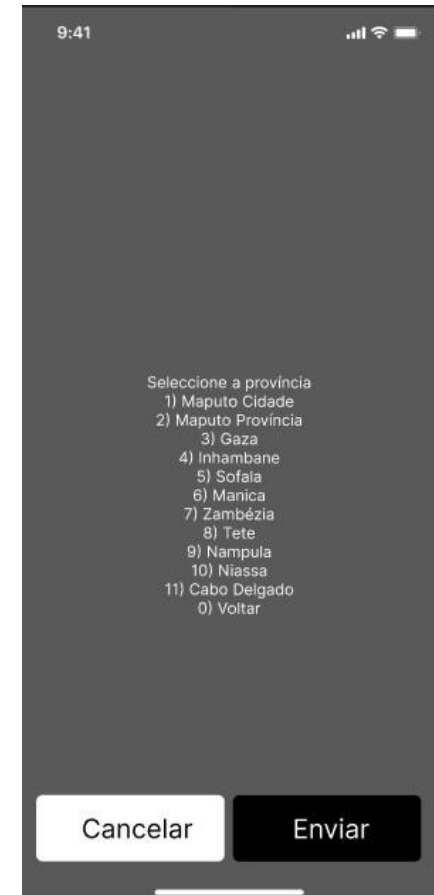 9:41
Seleccione a província
1) Maputo Cidade
2) Maputo Província
3) Gaza
4) Inhambane
5) Sofala
6) Manica
7) Zambézia
8) Tete
9) Nampula
10) Niassa
11) Cabo Delgado
0) Voltar
Cancelar
Enviar